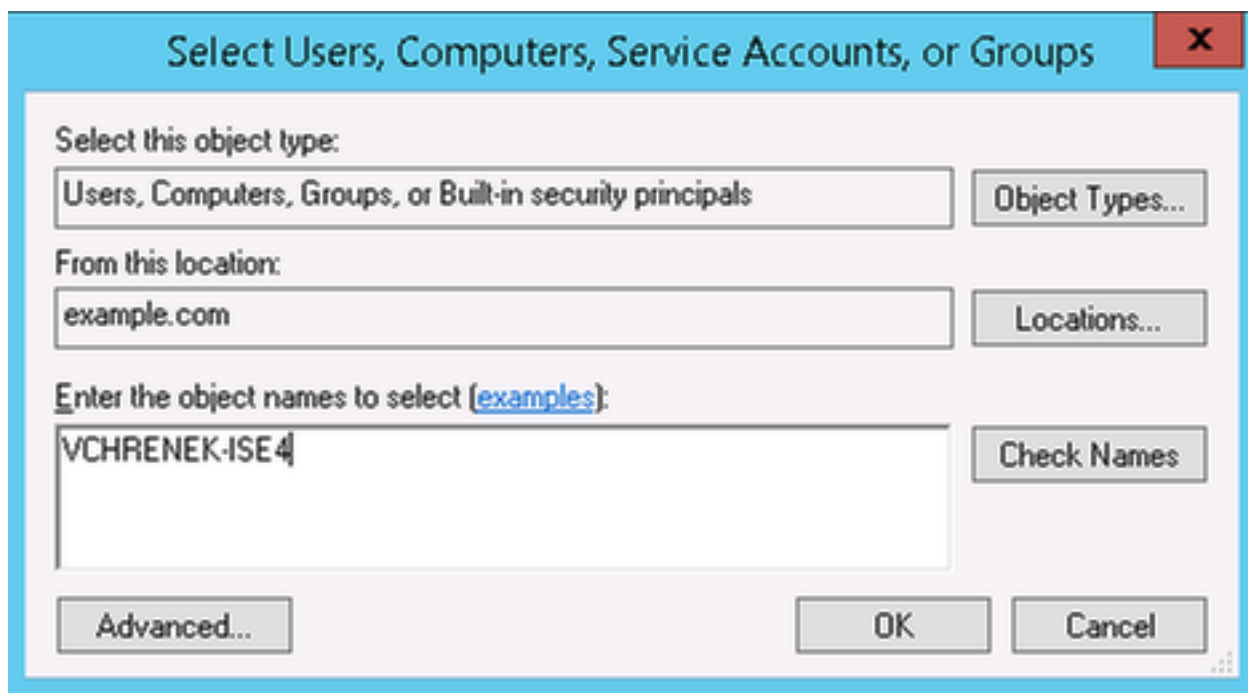 Select Users, Computers, Service Accounts, or Groups
x
Select this object type:
Users, Computers, Groups, or Built-in security principals
Object Types...
From this location:
example.com
Locations...
Enter the object names to select (examples):
VCHRENEK-ISE4
Check Names
Advanced...
OK
Cancel